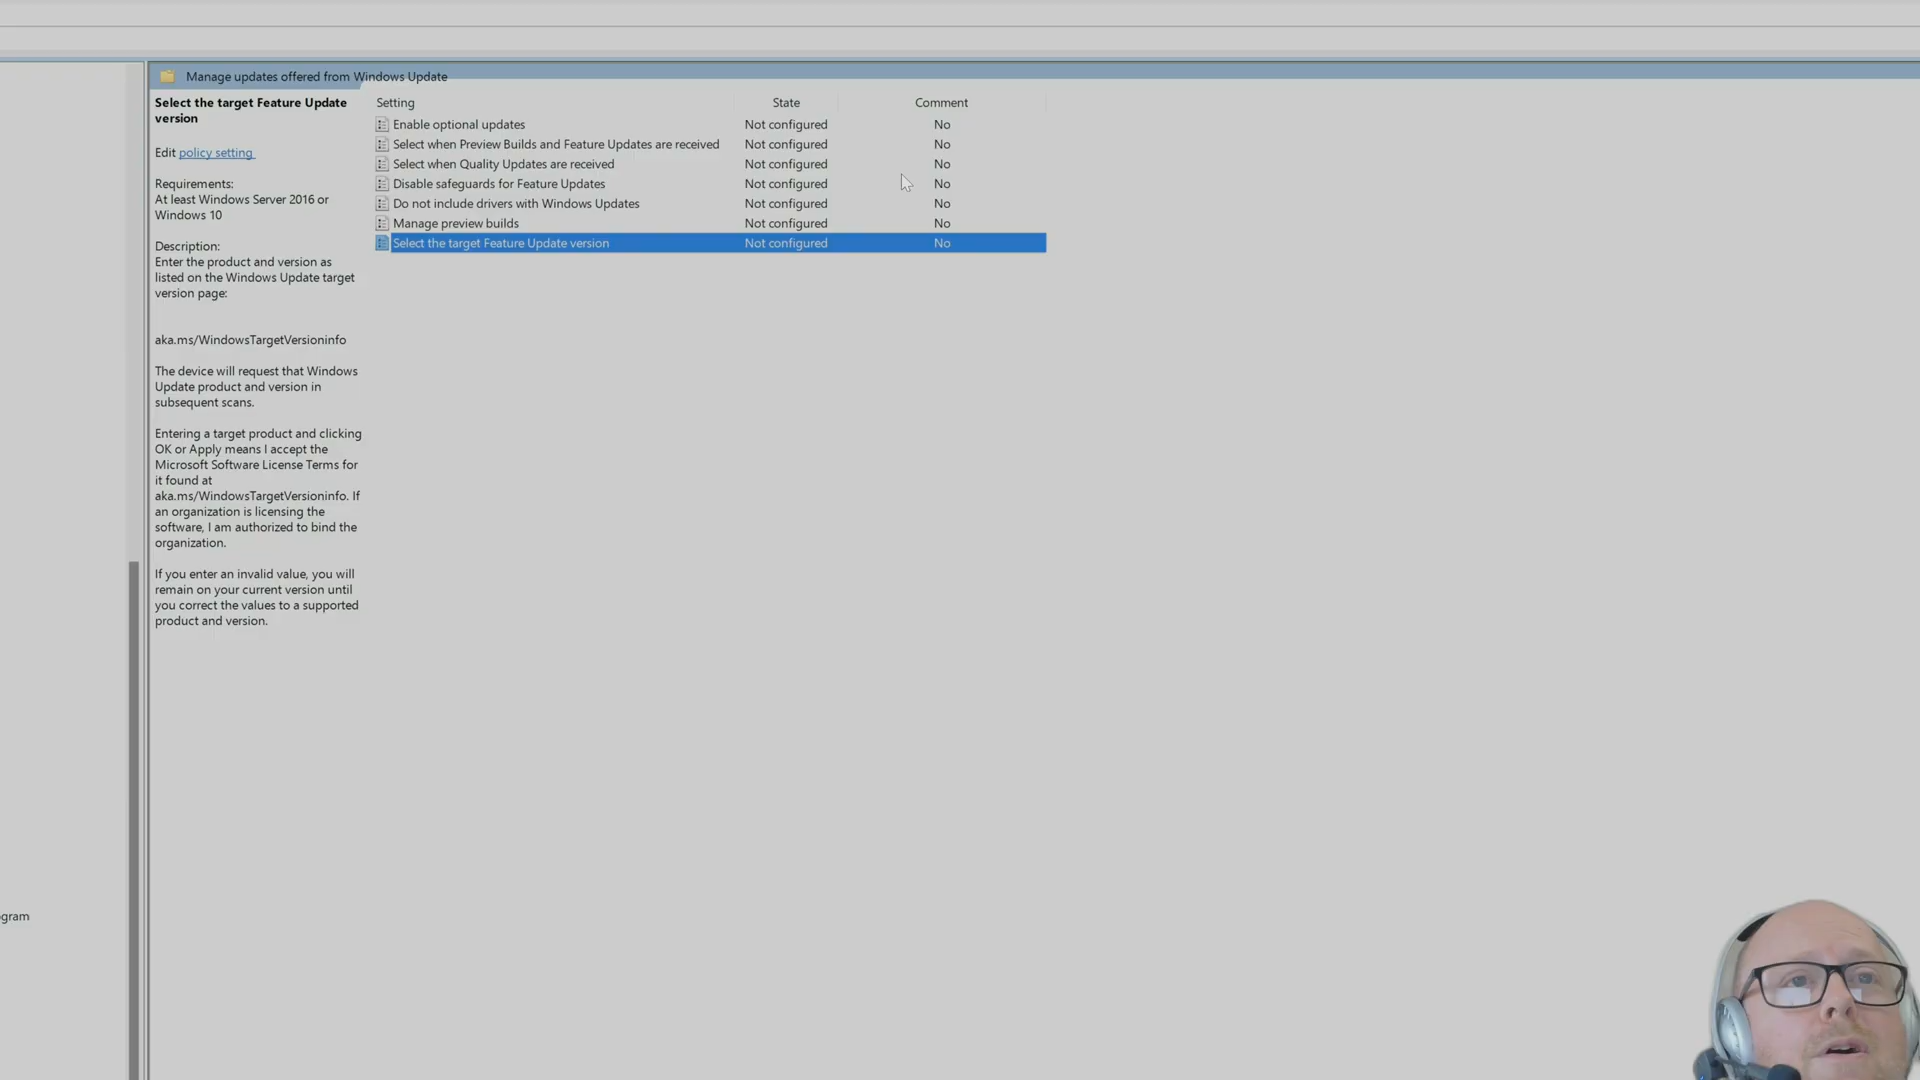 Manage updates offered from Windows Update
Select the target Feature Update
version
Edit policy setting
Requirements:
At least Windows Server 2016 or
Windows 10
Description:
Enter the product and version as
listed on the Windows Update target
version page:
aka.ms/WindowsTargetVersioninfo
The device will request that Windows
Update product and version in
subsequent scans.
Entering a target product and clicking
OK or Apply means I accept the
Microsoft Software License Terms for
it found at
aka.ms/WindowsTargetVersioninfo. If
an organization is licensing the
software, I am authorized to bind the
organization.
If you enter an invalid value, you will
remain on your current version until
you correct the values to a supported
product and version.
Setting State Comment
Enable optional updates Not configured No
Select when Preview Builds and Feature Updates are received Not configured No
Select when Quality Updates are received Not configured No
Disable safeguards for Feature Updates Not configured No
Do not include drivers with Windows Updates Not configured No
Manage preview builds Not configured No
Select the target Feature Update version Not configured No
gram